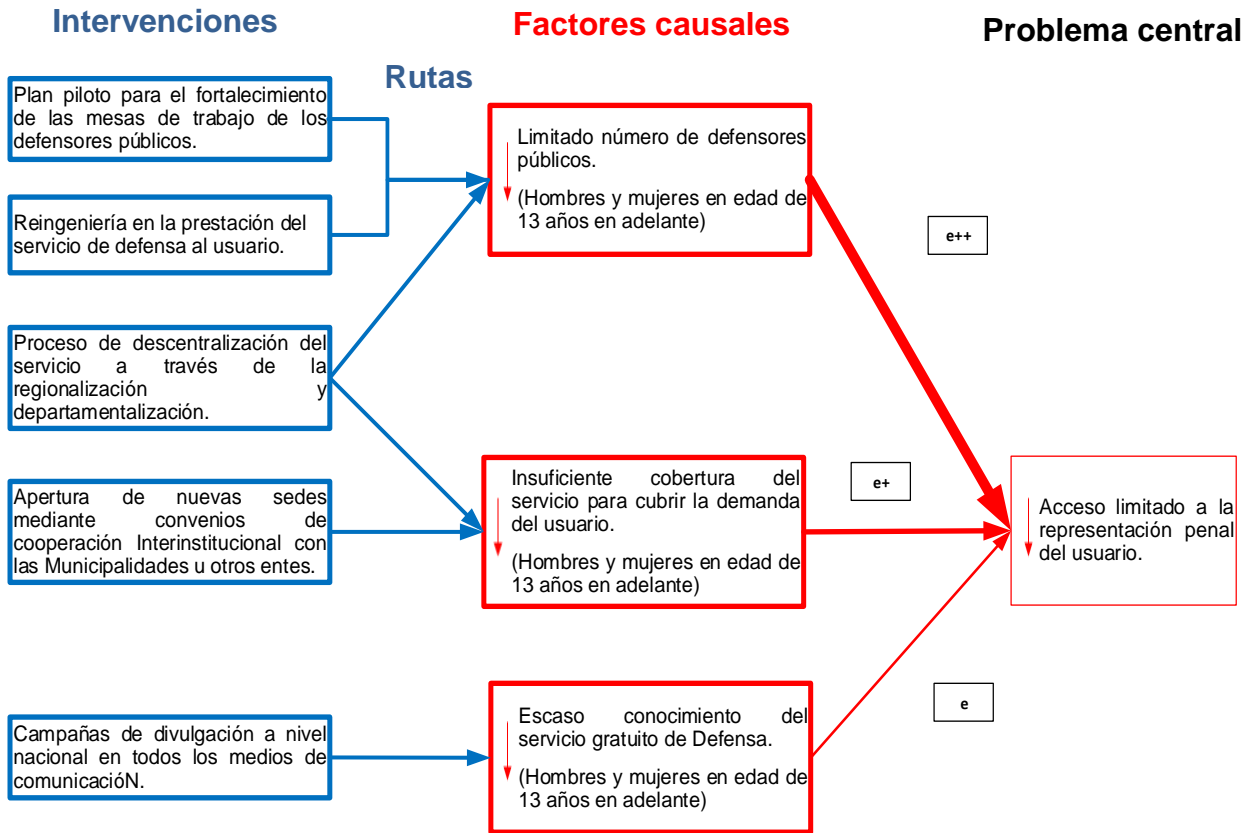 Intervenciones
Factores causales
Problema central
Rutas
Plan piloto para el fortalecimiento
de las mesas de trabajo de los
defensores públicos.
Reingeniería en la prestación del
servicio de defensa al usuario.
Proceso de descentralización del
servicio a través de la
regionalización y
departamentalización.
Apertura de nuevas sedes
mediante convenios de
cooperación Interinstitucional con
las Municipalidades u otros entes.
Campañas de divulgación a nivel
nacional en todos los medios de
comunicacióN.
Limitado número de defensores
públicos.
(Hombres y mujeres en edad de
13 años en adelante)
Insuficiente cobertura del
servicio para cubrir la demanda
del usuario.
(Hombres y mujeres en edad de
13 años en adelante)
Escaso conocimiento del
servicio gratuito de Defensa.
(Hombres y mujeres en edad de
13 años en adelante)
e++
e+
e
Acceso limitado a la
representación penal
del usuario.